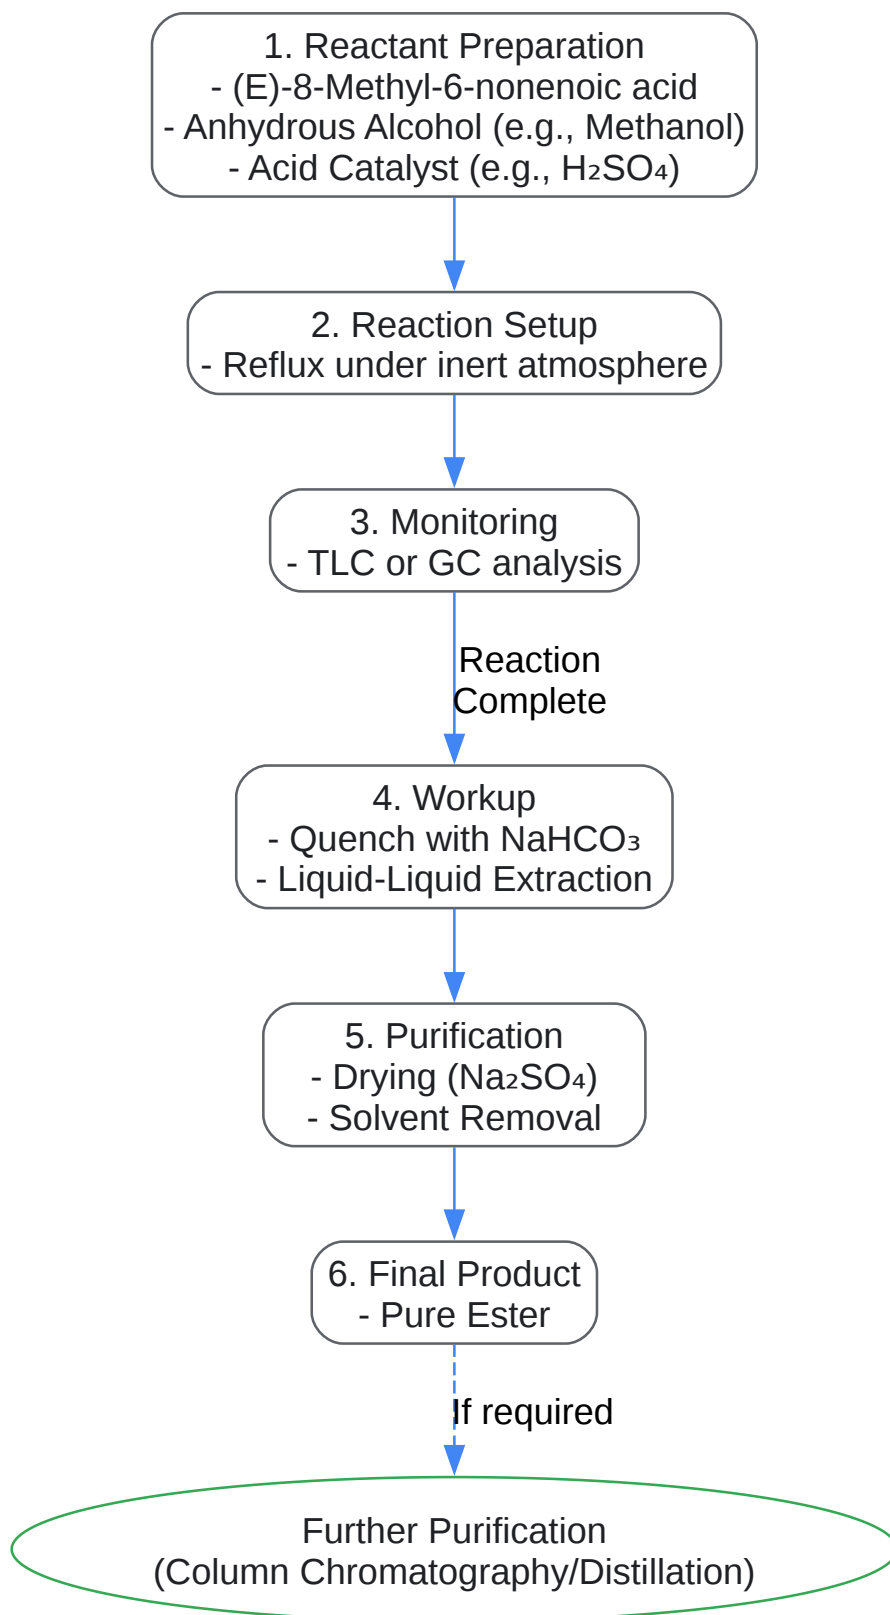 1. Reactant Preparation
- (E)-8-Methyl-6-nonenoic acid
- Anhydrous Alcohol (e.g., Methanol)
- Acid Catalyst (e.g., H₂SO₄)
2. Reaction Setup
- Reflux under inert atmosphere
3. Monitoring
- TLC or GC analysis
Reaction
Complete
4. Workup
- Quench with NaHCO₃
- Liquid-Liquid Extraction
5. Purification
- Drying (Na₂SO₄)
- Solvent Removal
6. Final Product
- Pure Ester
If required
Further Purification
(Column Chromatography/Distillation)